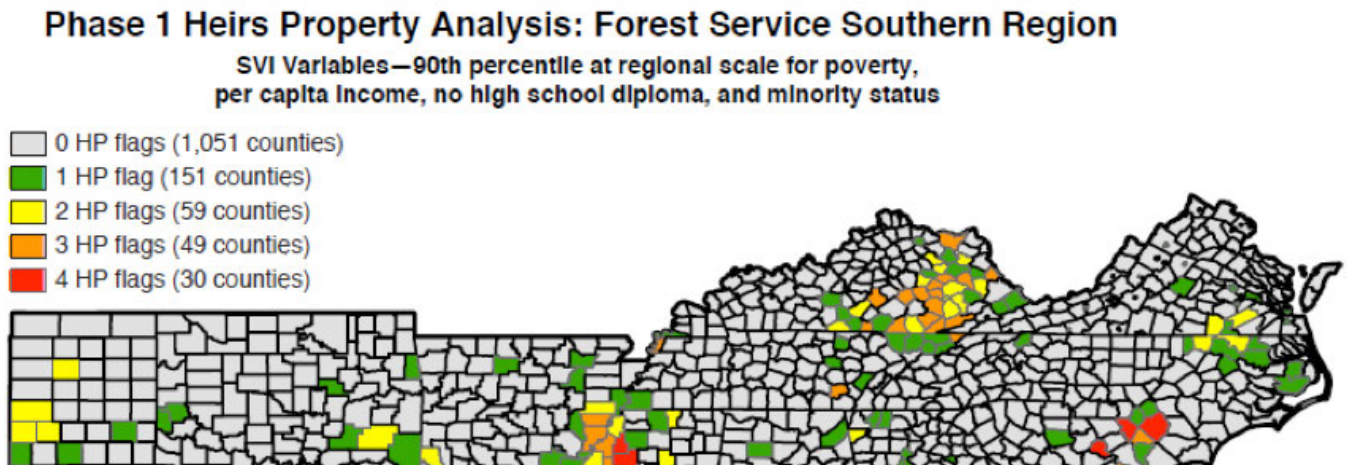 Phase 1 Heirs Property Analysis: Forest Service Southern Region
SVI Variables—90th percentile at regional scale for poverty,
per capita income, no high school diploma, and minority status
0 HP flags (1,051 counties)
1 HP flag (151 counties)
2 HP flags (59 counties)
3 HP flags (49 counties)
4 HP flags (30 counties)